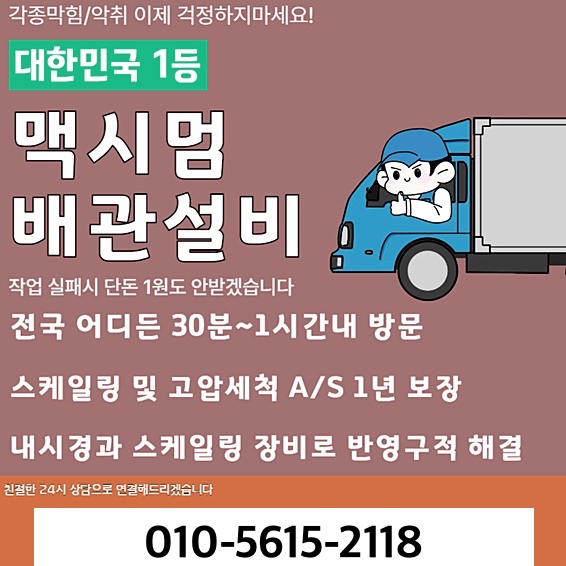 각종막힘/악취 이제 걱정하지마세요!
대한민국 1등
맥시멈
배관설비
작업 실패시 단돈 1원도 안받겠습니다
전국 어디든 30분~1시간내 방문
스케일링 및 고압세척 A/S 1년 보장
내시경과 스케일링 장비로 반영구적 해결
친절한 24시 상담으로 연결해드리겠습니다
010-5615-2118